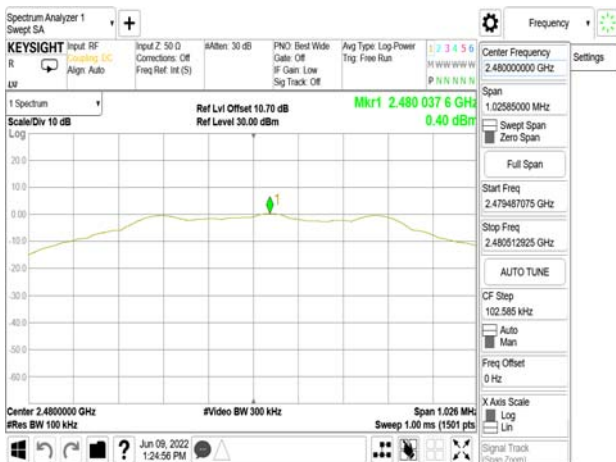 Spectrum Analyzer 1
Swept SA
Frequency
KEYSIGHT
R
Input: RF
Coupling: DC
Align: Auto
Input Z: 50 Ω
Corrections: Off
Freq Ref: Int (S)
#Atten: 30 dB
PNO: Best Wide
Gate: Off
IF Gain: Low
Sig Track: Off
Avg Type: Log-Power
Trig: Free Run
1 2 3 4 5 6
M W W W W W
P N N N N N
1 Spectrum
Scale/Div 10 dB
Log
Ref Lvl Offset 10.70 dB
Ref Level 30.00 dBm
Mkr1 2.480 037 6 GHz
0.40 dBm
20.0
10.0
0.00
-10.0
-20.0
-30.0
-40.0
-50.0
-60.0
1
Center 2.4800000 GHz
#Res BW 100 kHz
#Video BW 300 kHz
Span 1.026 MHz
Sweep 1.00 ms (1501 pts)
Jun 09, 2022
1:24:56 PM
Center Frequency
2.480000000 GHz
Settings
Span
1.02585000 MHz
Swept Span
Zero Span
Full Span
Start Freq
2.479487075 GHz
Stop Freq
2.480512925 GHz
AUTO TUNE
CF Step
102.585 kHz
Auto
Man
Freq Offset
0 Hz
X Axis Scale
Log
Lin
Signal Track
(Span Zoom)